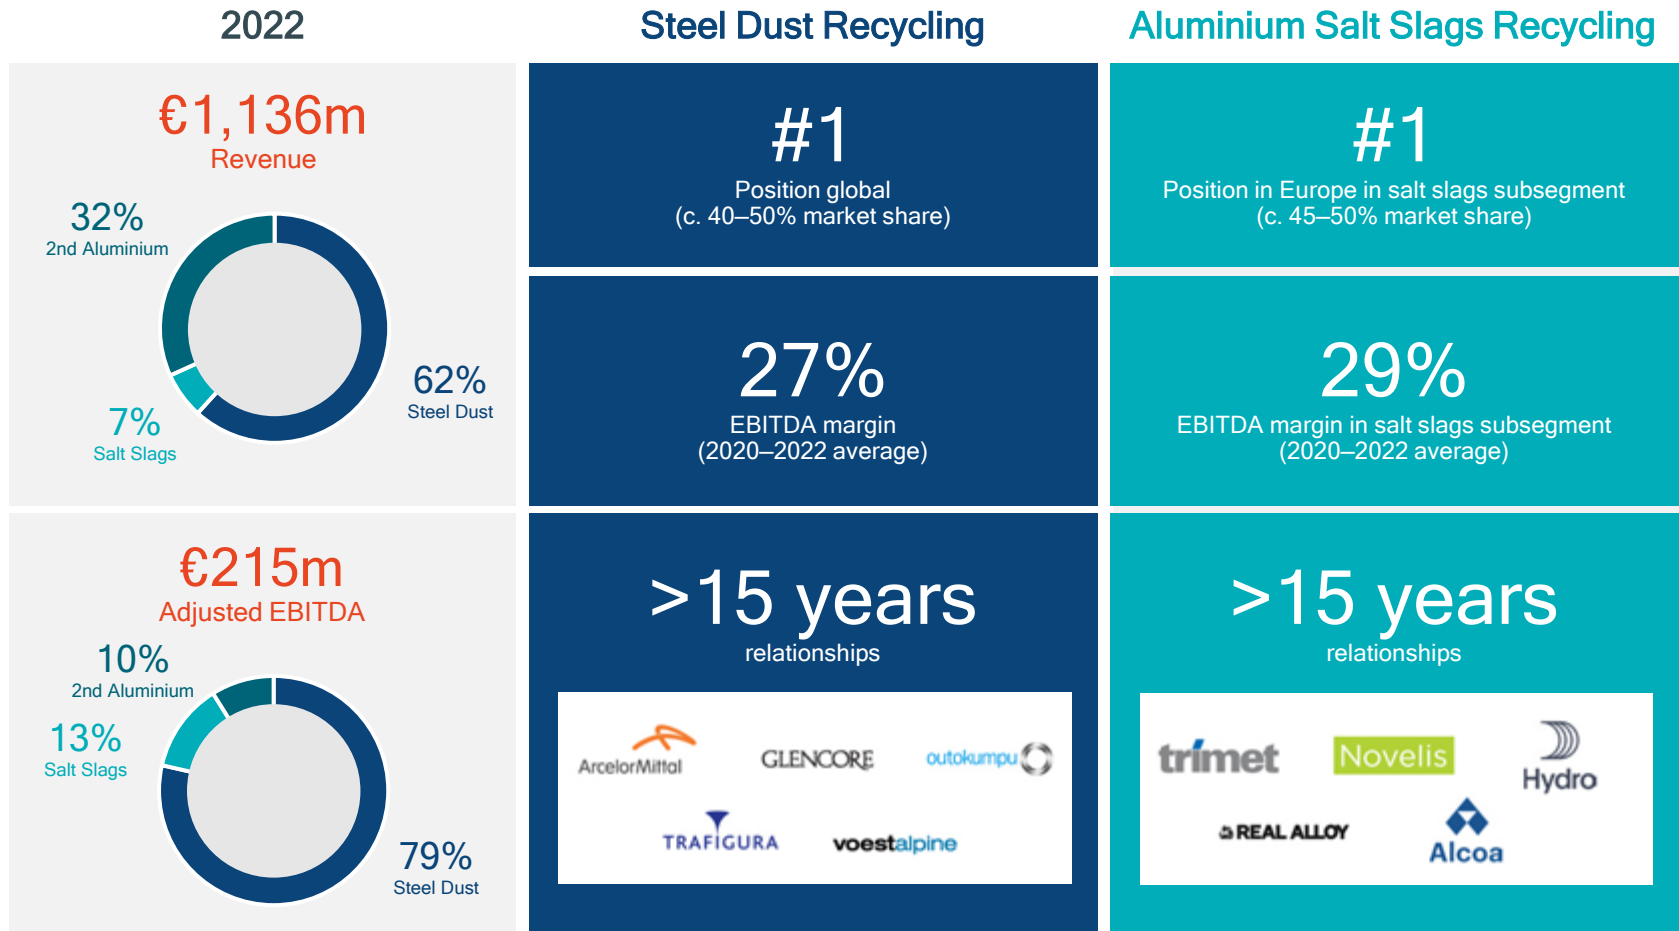 2022
€1,136m
Revenue
32%
2nd Aluminium
62%
Steel Dust
7%
Salt Slags
€215m
Adjusted EBITDA
10%
2nd Aluminium
13%
Salt Slags
79%
Steel Dust
Steel Dust Recycling
#1
Position global
(c. 40–50% market share)
27%
EBITDA margin
(2020–2022 average)
>15 years
relationships
ArcelorMittal
GLENCORE
outokumpu
TRAFIGURA
voestalpine
Aluminium Salt Slags Recycling
#1
Position in Europe in salt slags subsegment
(c. 45–50% market share)
29%
EBITDA margin in salt slags subsegment
(2020–2022 average)
>15 years
relationships
trimet
Novelis
Hydro
REAL ALLOY
Alcoa